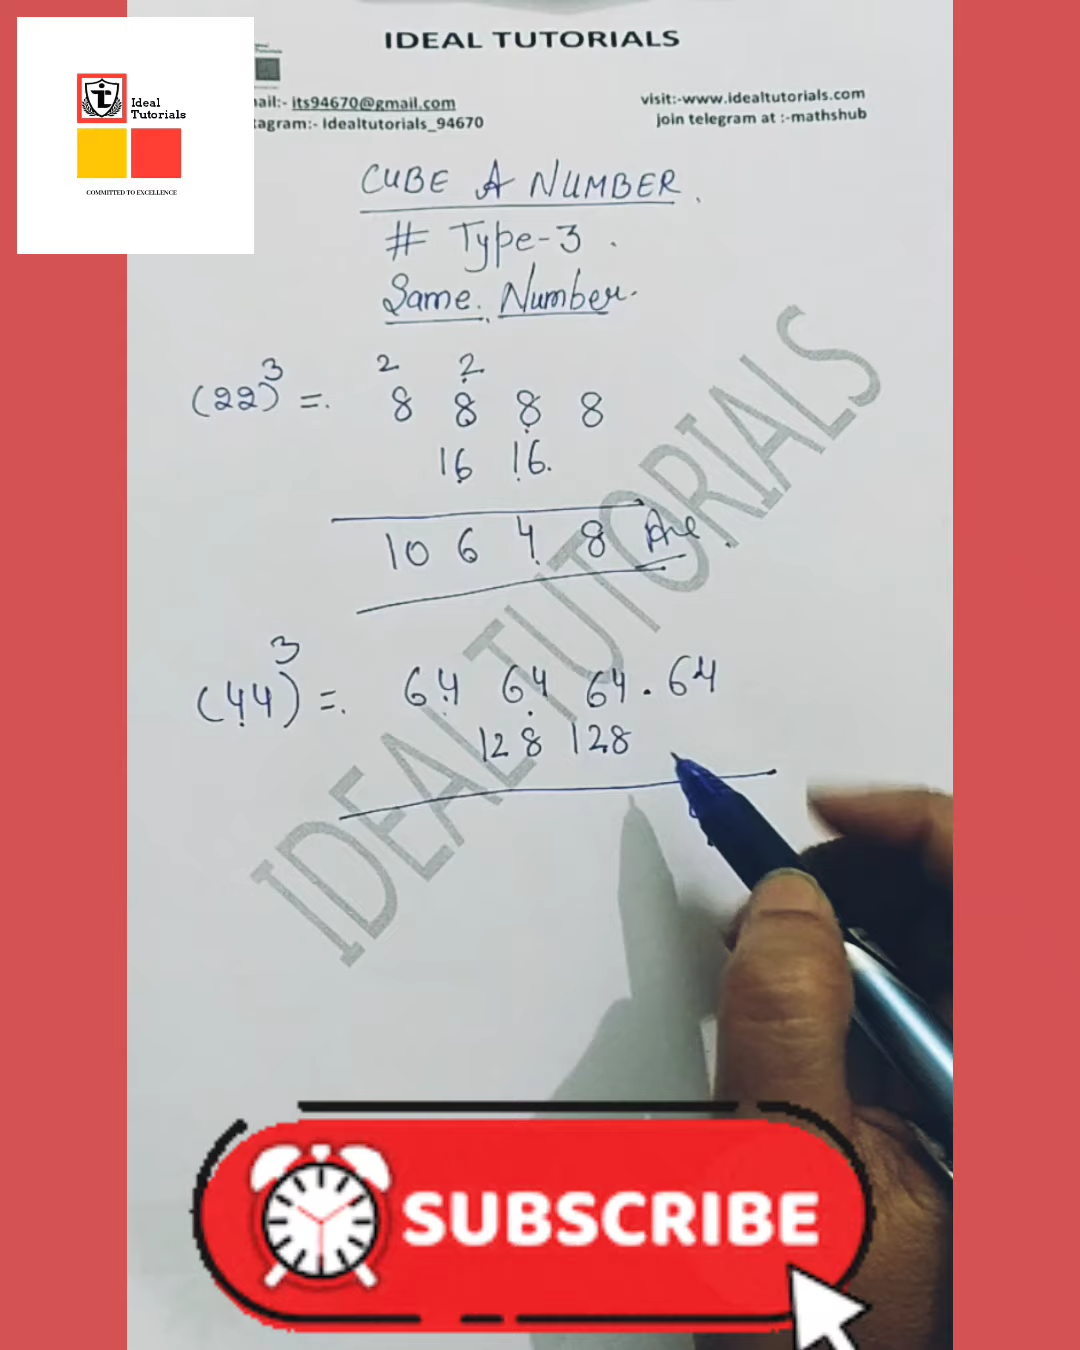 IDEAL TUTORIALS
Ideal
Tutorials
COMMITTED TO EXCELLENCE
ail:- its94670@gmail.com
tagram:- Idealtutorials_94670
visit:-www.idealtutorials.com
join telegram at :-mathshub
CUBE A NUMBER.
# Type-3.
Same. Number.
2 2
(22)³ =. 8 8 8 8
16 16.
10 6 4 8 Ans.
(44)³ =. 64 64 64 . 64
128 128
IDEAL TUTORIALS
SUBSCRIBE